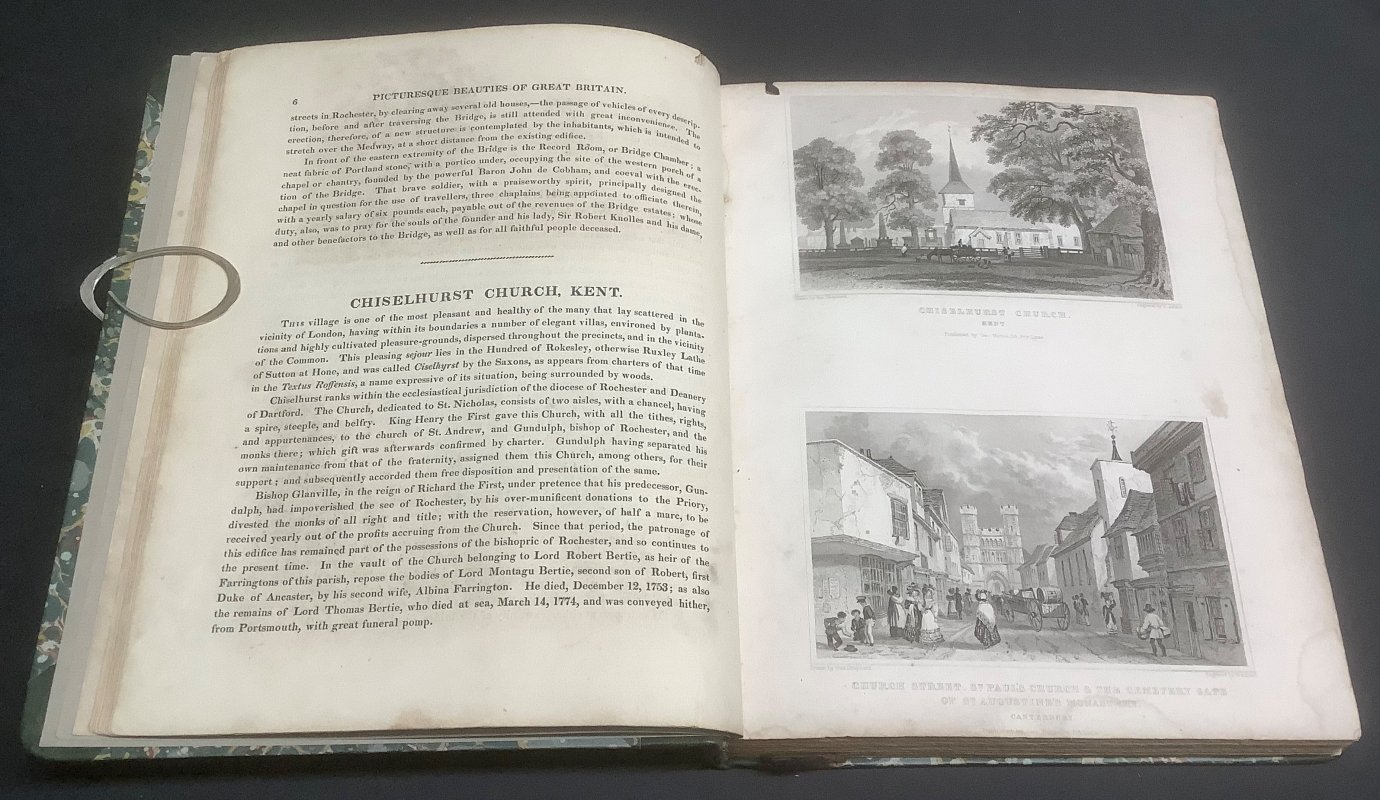 6 PICTURESQUE BEAUTIES OF GREAT BRITAIN.
streets in Rochester, by clearing away several old houses,—the passage of vehicles of every descrip-
tion, before and after traversing the Bridge, is still attended with great inconvenience. The
erection, therefore, of a new structure is contemplated by the inhabitants, which is intended to
stretch over the Medway, at a short distance from the existing edifice.
In front of the eastern extremity of the Bridge is the Record Room, or Bridge Chamber; a
neat fabric of Portland stone, with a portico under, occupying the site of the western porch of a
chapel or chantry, founded by the powerful Baron John de Cobham, and coeval with the erec-
tion of the Bridge. That brave soldier, with a praiseworthy spirit, principally designed the
chapel in question for the use of travellers, three chaplains being appointed to officiate therein,
with a yearly salary of six pounds each, payable out of the revenues of the Bridge estates; whose
duty, also, was to pray for the souls of the founder and his lady, Sir Robert Knolles and his dame,
and other benefactors to the Bridge, as well as for all faithful people deceased.
CHISELHURST CHURCH, KENT.
This village is one of the most pleasant and healthy of the many that lay scattered in the
vicinity of London, having within its boundaries a number of elegant villas, environed by planta-
tions and highly cultivated pleasure-grounds, dispersed throughout the precincts, and in the vicinity
of the Common. This pleasing sejour lies in the Hundred of Rokesley, otherwise Ruxley Lathe
of Sutton at Hone, and was called Ciselhyrst by the Saxons, as appears from charters of that time
in the Textus Roffensis, a name expressive of its situation, being surrounded by woods.
Chiselhurst ranks within the ecclesiastical jurisdiction of the diocese of Rochester and Deanery
of Dartford. The Church, dedicated to St. Nicholas, consists of two aisles, with a chancel, having
a spire, steeple, and belfry. King Henry the First gave this Church, with all the tithes, rights,
and appurtenances, to the church of St. Andrew, and Gundulph, bishop of Rochester, and the
monks there; which gift was afterwards confirmed by charter. Gundulph having separated his
own maintenance from that of the fraternity, assigned them this Church, among others, for their
support; and subsequently accorded them free disposition and presentation of the same.
Bishop Glanville, in the reign of Richard the First, under pretence that his predecessor, Gun-
dulph, had impoverished the see of Rochester, by his over-munificent donations to the Priory,
divested the monks of all right and title; with the reservation, however, of half a marc, to be
received yearly out of the profits accruing from the Church. Since that period, the patronage of
this edifice has remained part of the possessions of the bishopric of Rochester, and so continues to
the present time. In the vault of the Church belonging to Lord Robert Bertie, as heir of the
Farringtons of this parish, repose the bodies of Lord Montagu Bertie, second son of Robert, first
Duke of Ancaster, by his second wife, Albina Farrington. He died, December 12, 1753; as also
the remains of Lord Thomas Bertie, who died at sea, March 14, 1774, and was conveyed hither,
from Portsmouth, with great funeral pomp.
CHISELHURST CHURCH.
KENT.
CHURCH STREET, ST PAUL'S CHURCH & THE CEMETERY GATE
OF ST AUGUSTINE'S MONASTERY.
CANTERBURY.